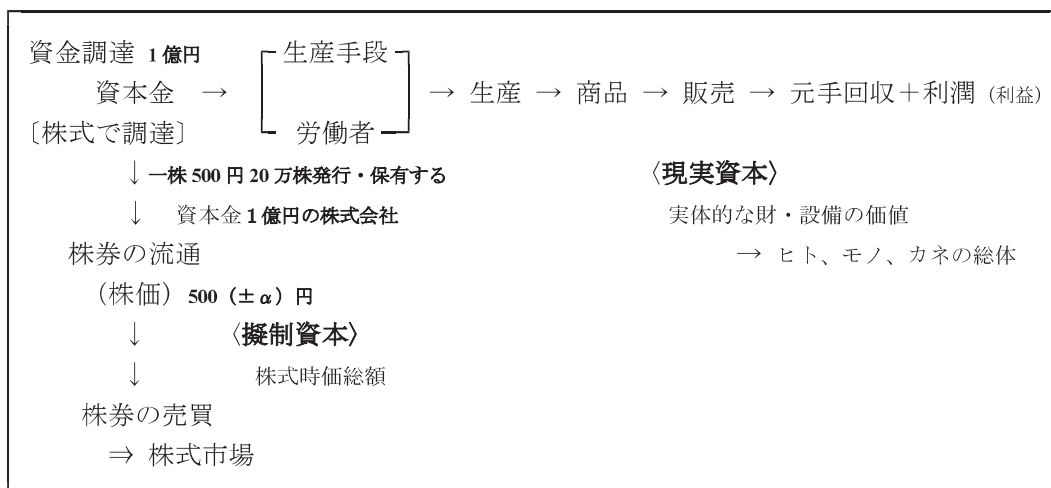 資金調達 1億円 生産手段
資本金 → → 生産 → 商品 → 販売 → 元手回収＋利潤（利益）
〔株式で調達〕 労働者
↓一株500円20万株発行・保有する 〈現実資本〉
↓ 資本金1億円の株式会社 実体的な財・設備の価値
株券の流通 → ヒト、モノ、カネの総体
（株価）500（±α）円
↓ 〈擬制資本〉
↓ 株式時価総額
株券の売買
⇒ 株式市場